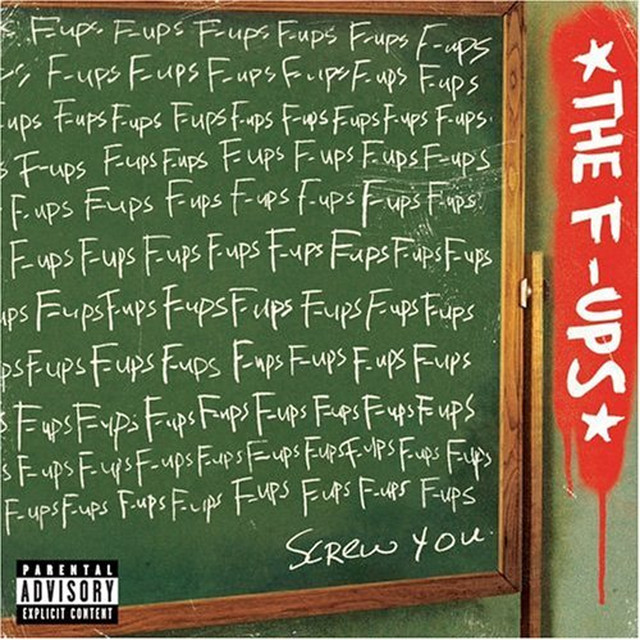 F-ups F-ups F-ups F-ups F-ups F-ups
s F-ups F-ups F-ups F-ups F-ups F-ups
ups F-ups F-ups F-ups F-ups F-ups F-ups F-ups F-ups
s F-ups F-ups F-ups F-ups F-ups F-ups F-ups
F-ups F-ups F-ups F-ups F-ups F-ups F-ups
F-ups F-ups F-ups F-ups F-ups F-ups F-ups F-ups
ups F-ups F-ups F-ups F-ups F-ups F-ups F-ups
ps F-ups F-ups F-ups F-ups F-ups F-ups F-ups
s F-ups F-ups F-ups F-ups F-ups F-ups F-ups F-ups
s F-ups F-ups F-ups F-ups F-ups F-ups F-ups F-ups F-ups
F-ups F-ups F-ups F-ups F-ups F-ups F-ups F-ups
Screw you.
THE F-UPS
PARENTAL
ADVISORY
EXPLICIT CONTENT